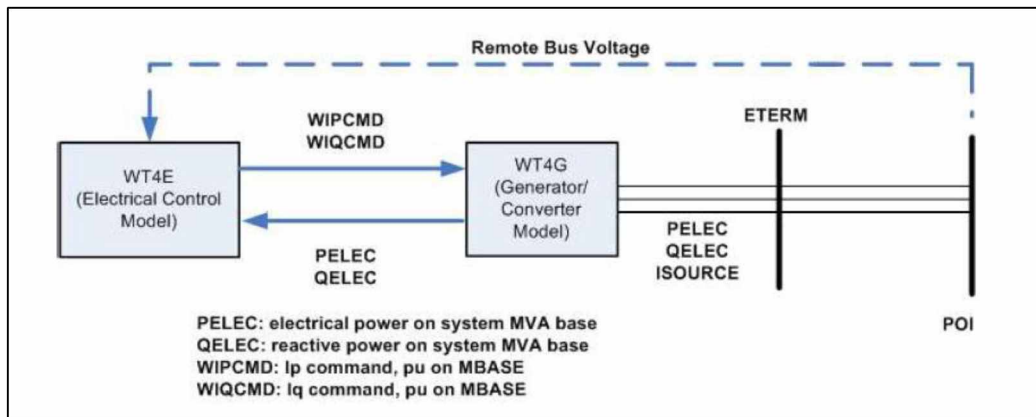 Remote Bus Voltage
WIPCMD
WIQCMD
ETERM
WT4E
(Electrical Control
Model)
WT4G
(Generator/
Converter
Model)
PELEC
QELEC
PELEC
QELEC
ISOURCE
POI
PELEC: electrical power on system MVA base
QELEC: reactive power on system MVA base
WIPCMD: Ip command, pu on MBASE
WIQCMD: Iq command, pu on MBASE